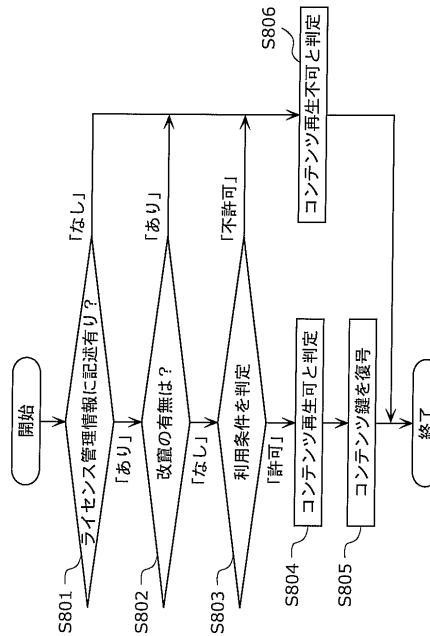 開始
S801
ライセンス管理情報に記述有り?
「なし」
「あり」
S802
改竄の有無は?
「あり」
「なし」
S803
利用条件を判定
「不許可」
「許可」
S804
コンテンツ再生可と判定
S806
コンテンツ再生不可と判定
S805
コンテンツ鍵を復号
終了